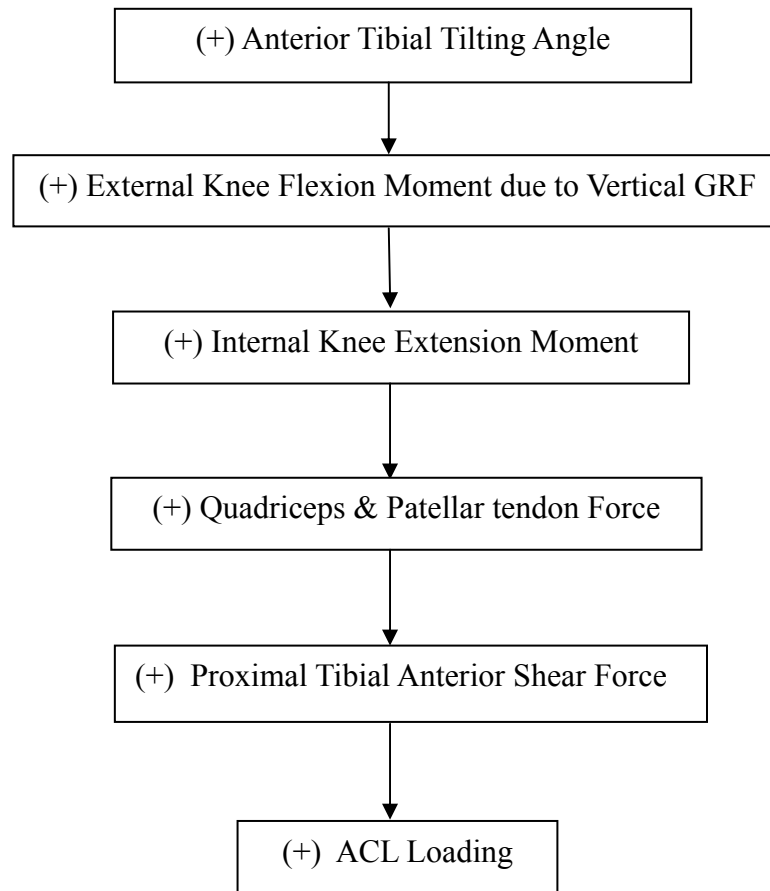 (+) Anterior Tibial Tilting Angle
(+) External Knee Flexion Moment due to Vertical GRF
(+) Internal Knee Extension Moment
(+) Quadriceps & Patellar tendon Force
(+) Proximal Tibial Anterior Shear Force
(+) ACL Loading